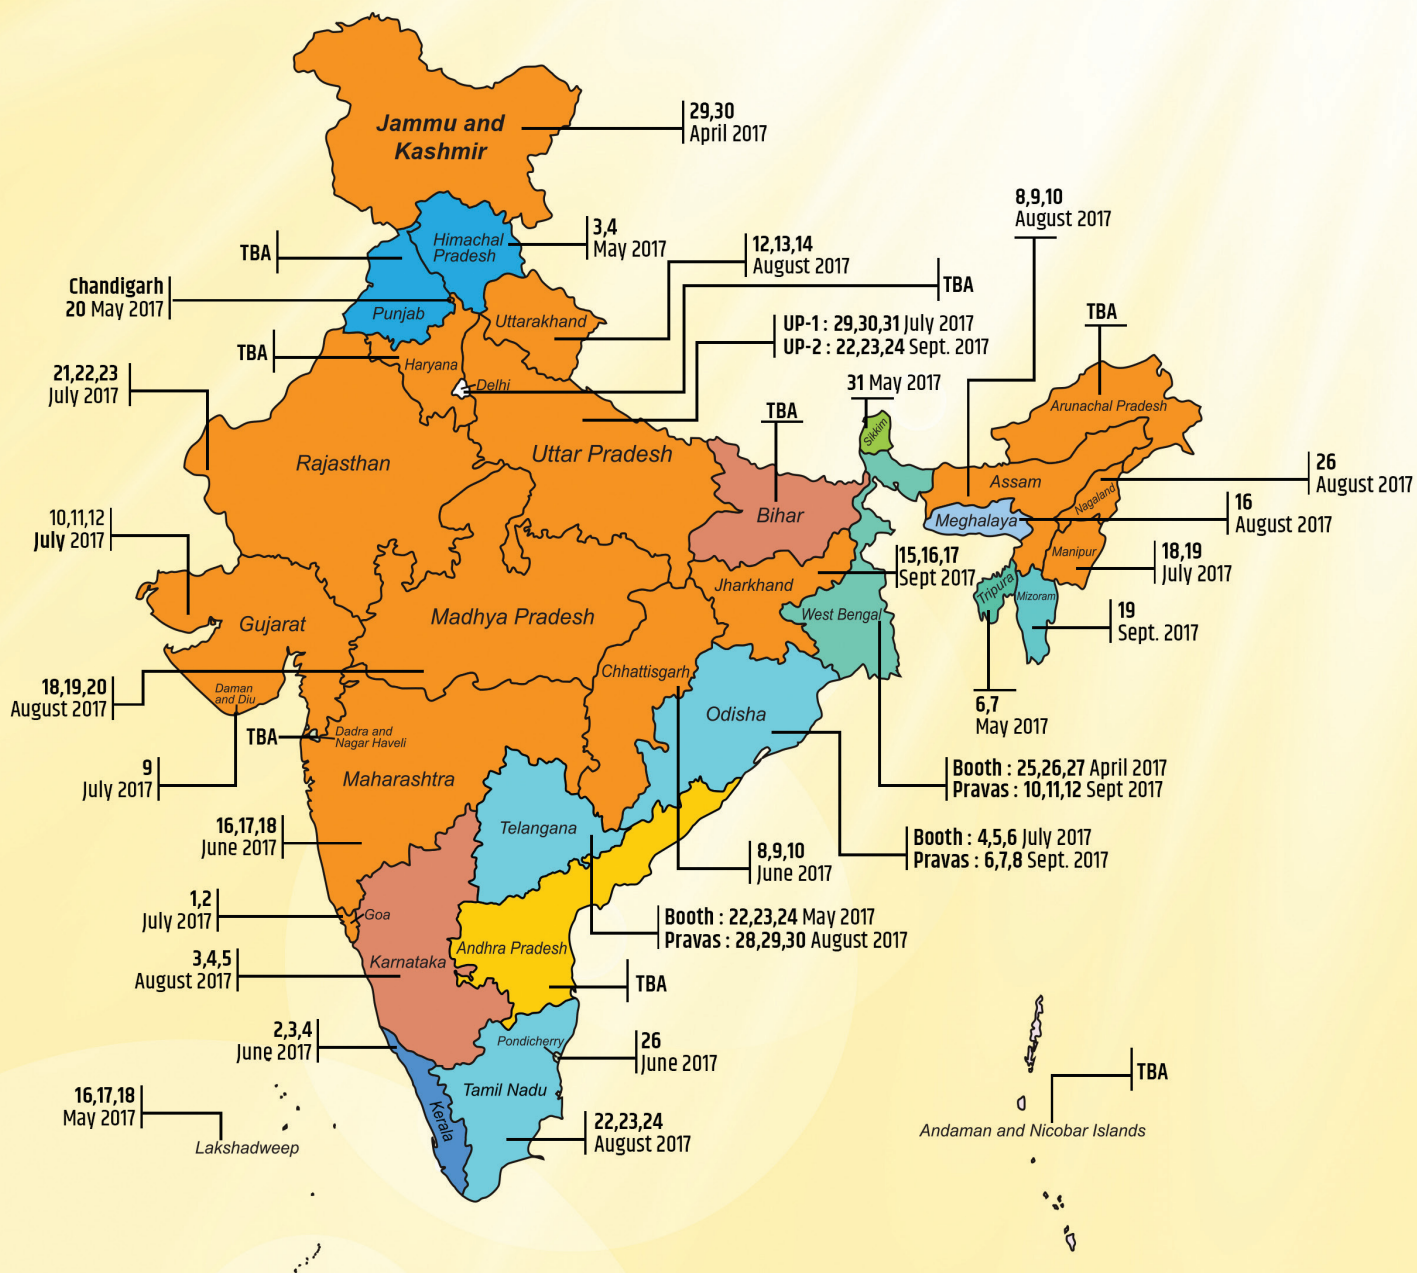 Jammu and
Kashmir
29,30
April 2017
8,9,10
August 2017
TBA
Himachal
Pradesh
3,4
May 2017
12,13,14
August 2017
TBA
Chandigarh
20 May 2017
Punjab
Uttarakhand
TBA
UP-1 : 29,30,31 July 2017
UP-2 : 22,23,24 Sept. 2017
TBA
Haryana
Delhi
21,22,23
July 2017
31 May 2017
TBA
Sikkim
Arunachal Pradesh
Rajasthan
Uttar Pradesh
Assam
26
August 2017
Nagaland
Bihar
Meghalaya
16
August 2017
10,11,12
July 2017
15,16,17
Sept 2017
Manipur
18,19
July 2017
Jharkhand
Tripura
Mizoram
19
Sept. 2017
Gujarat
Madhya Pradesh
West Bengal
Chhattisgarh
18,19,20
August 2017
Daman
and Diu
6,7
May 2017
Odisha
TBA
Dadra and
Nagar Haveli
9
July 2017
Maharashtra
Booth : 25,26,27 April 2017
Pravas : 10,11,12 Sept 2017
16,17,18
June 2017
Telangana
8,9,10
June 2017
Booth : 4,5,6 July 2017
Pravas : 6,7,8 Sept. 2017
1,2
July 2017
Goa
Booth : 22,23,24 May 2017
Pravas : 28,29,30 August 2017
3,4,5
August 2017
Karnataka
Andhra Pradesh
TBA
2,3,4
June 2017
Pondicherry
26
June 2017
TBA
16,17,18
May 2017
Kerala
Tamil Nadu
22,23,24
August 2017
Lakshadweep
Andaman and Nicobar Islands